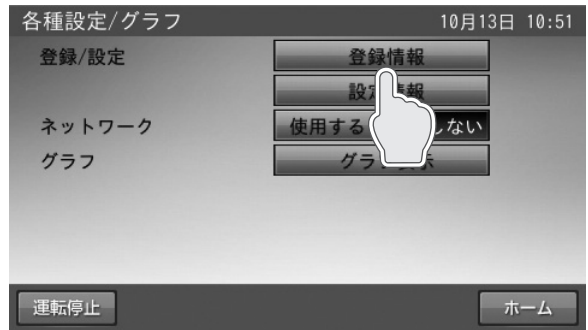 各種設定/グラフ 10月13日 10:51
登録/設定 登録情報
設 報
ネットワーク 使用する しない
グラフ グラ 示
運転停止 ホーム